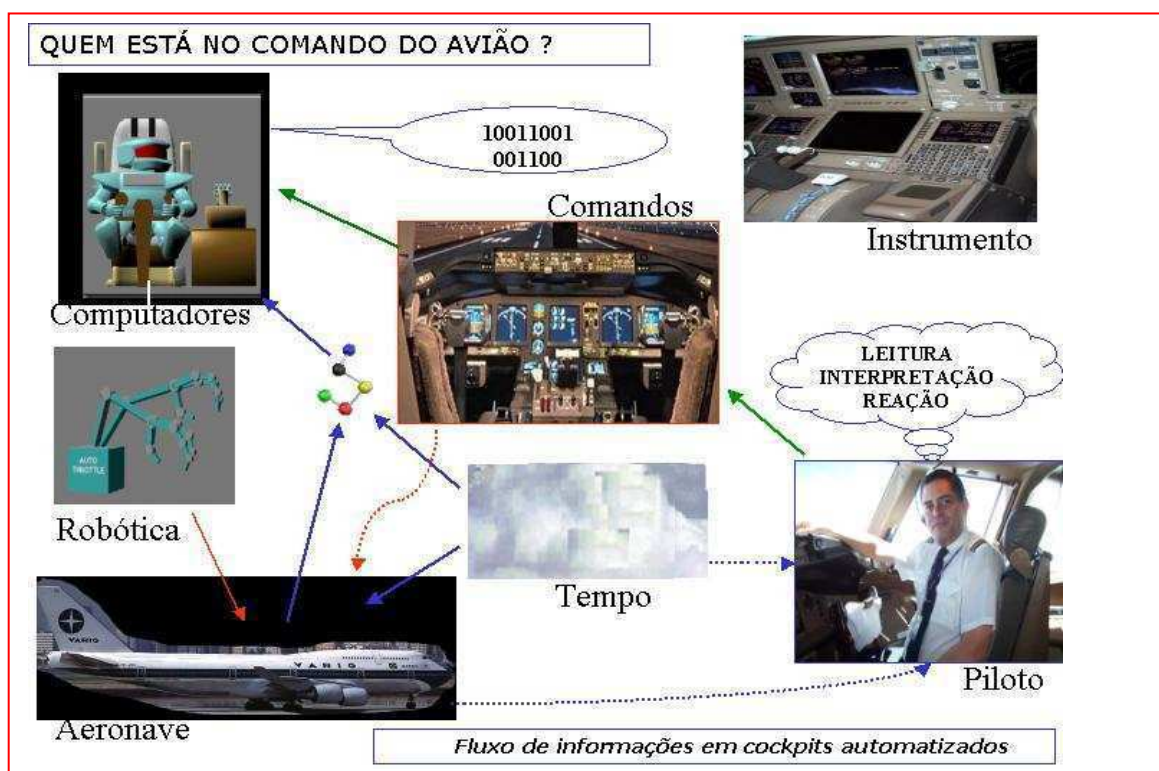 QUEM ESTÁ NO COMANDO DO AVIÃO ?
10011001
001100
Comandos
Instrumento
Computadores
LEITURA
INTERPRETAÇÃO
REAÇÃO
AUTO
THROTTLE
Robótica
Tempo
VARIG
VARIG
Piloto
Aeronave
Fluxo de informações em cockpits automatizados